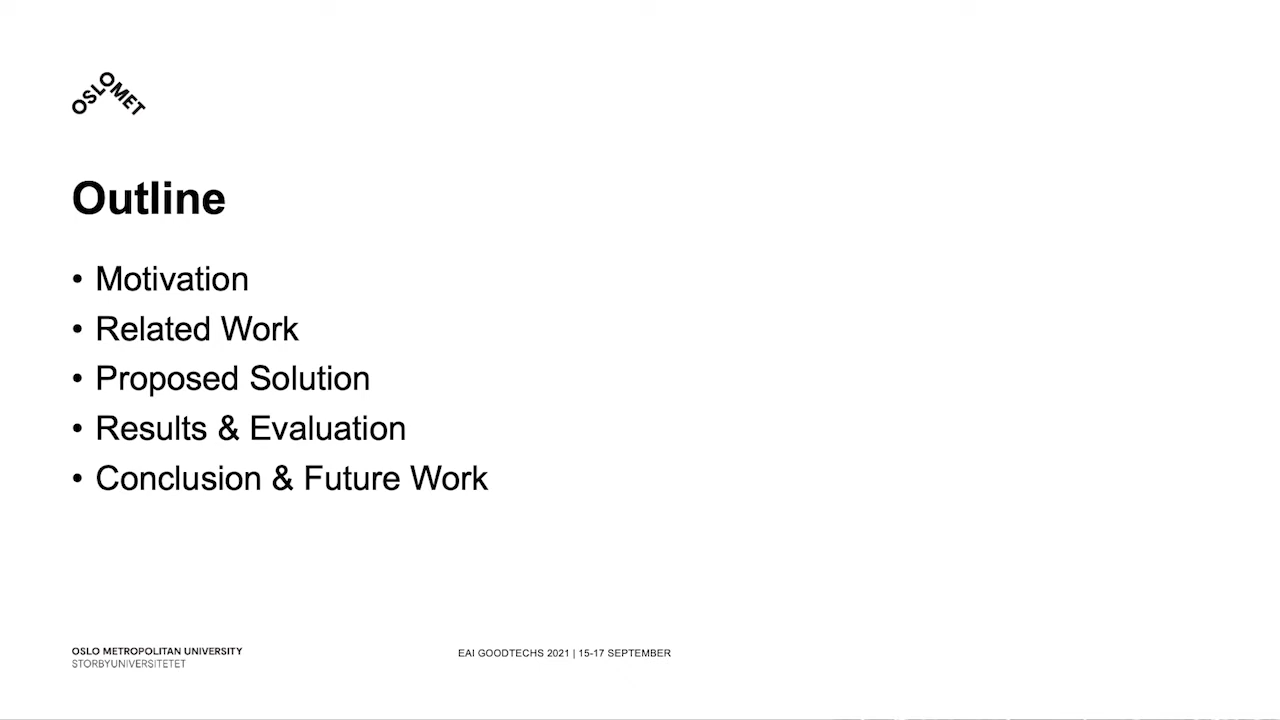 OSLOMET
Outline
• Motivation
• Related Work
• Proposed Solution
• Results & Evaluation
• Conclusion & Future Work
OSLO METROPOLITAN UNIVERSITY
STORBYUNIVERSITETET
EAI GOODTECHS 2021 | 15-17 SEPTEMBER